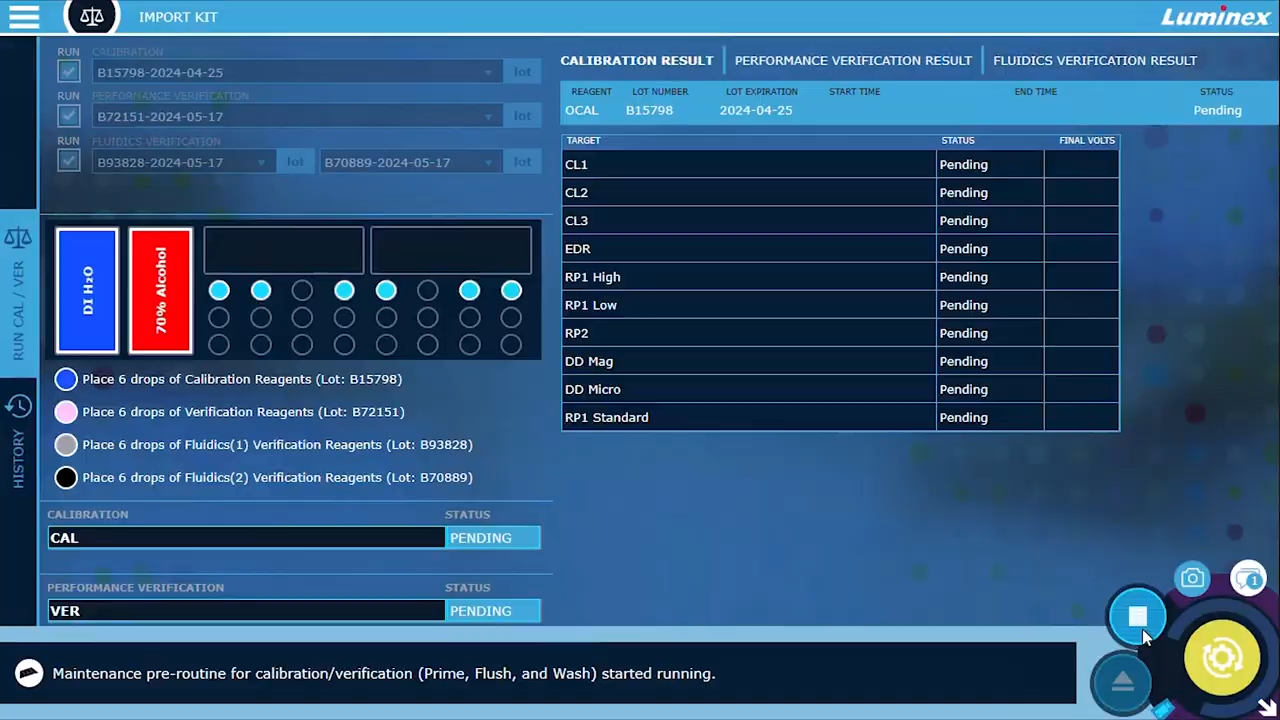 IMPORT KIT
Luminex
RUN CALIBRATION
B15798-2024-04-25 lot
RUN PERFORMANCE VERIFICATION
B72151-2024-05-17 lot
RUN FLUIDICS VERIFICATION
B93828-2024-05-17 lot B70889-2024-05-17 lot
RUN CAL / VER
HISTORY
DI H₂O
70% Alcohol
Place 6 drops of Calibration Reagents (Lot: B15798)
Place 6 drops of Verification Reagents (Lot: B72151)
Place 6 drops of Fluidics(1) Verification Reagents (Lot: B93828)
Place 6 drops of Fluidics(2) Verification Reagents (Lot: B70889)
CALIBRATION STATUS
CAL PENDING
PERFORMANCE VERIFICATION STATUS
VER PENDING
CALIBRATION RESULT PERFORMANCE VERIFICATION RESULT FLUIDICS VERIFICATION RESULT
REAGENT LOT NUMBER LOT EXPIRATION START TIME END TIME STATUS
OCAL B15798 2024-04-25 Pending
TARGET STATUS FINAL VOLTS
CL1 Pending
CL2 Pending
CL3 Pending
EDR Pending
RP1 High Pending
RP1 Low Pending
RP2 Pending
DD Mag Pending
DD Micro Pending
RP1 Standard Pending
1
Maintenance pre-routine for calibration/verification (Prime, Flush, and Wash) started running.